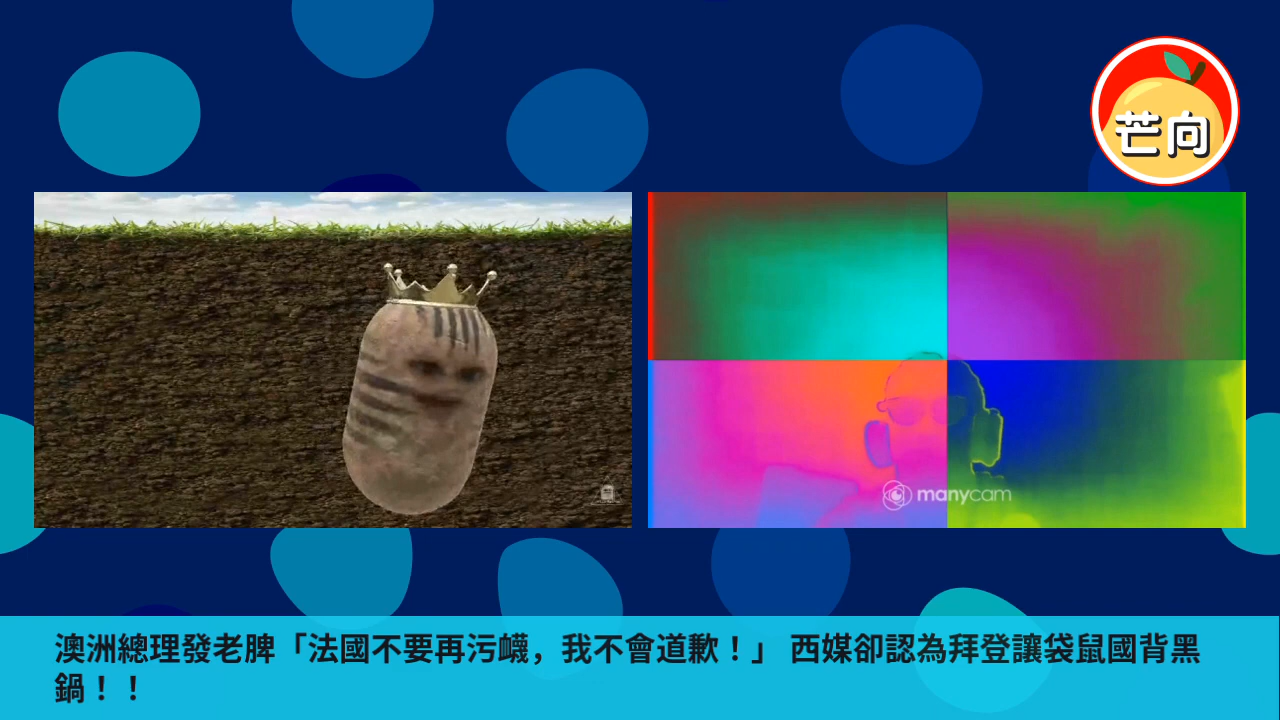 芒向
manycam
澳洲總理發老脾「法國不要再污衊，我不會道歉！」 西媒卻認為拜登讓袋鼠國背黑
鍋！！